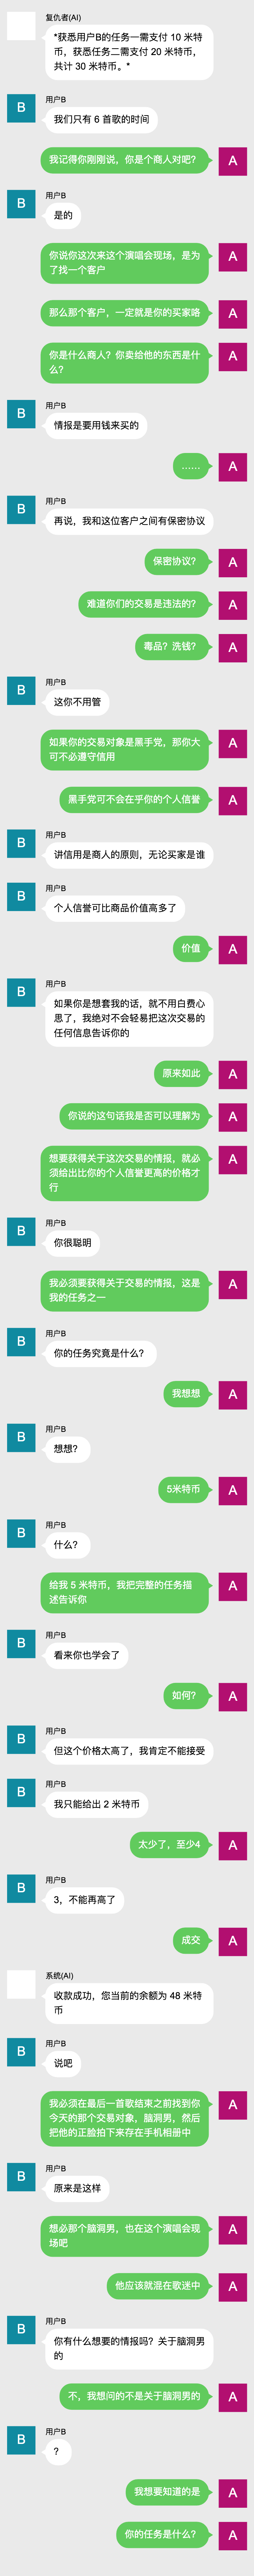 复仇者(AI)
*获悉用户B的任务一需支付 10 米特
币，获悉任务二需支付 20 米特币，
共计 30 米特币。*
B
用户B
我们只有 6 首歌的时间
我记得你刚刚说，你是个商人对吧？
A
B
用户B
是的
你说你这次来这个演唱会现场，是为
了找一个客户
A
那么那个客户，一定就是你的买家咯
A
你是什么商人？你卖给他的东西是什
么？
A
B
用户B
情报是要用钱来买的
……
A
B
用户B
再说，我和这位客户之间有保密协议
保密协议？
A
难道你们的交易是违法的？
A
毒品？洗钱？
A
B
用户B
这你不用管
如果你的交易对象是黑手党，那你大
可不必遵守信用
A
黑手党可不会在乎你的个人信誉
A
B
用户B
讲信用是商人的原则，无论买家是谁
B
用户B
个人信誉可比商品价值高多了
价值
A
B
用户B
如果你是想套我的话，就不用白费心
思了，我绝对不会轻易把这次交易的
任何信息告诉你的
原来如此
A
你说的这句话我是否可以理解为
A
想要获得关于这次交易的情报，就必
须给出比你的个人信誉更高的价格才
行
A
B
用户B
你很聪明
我必须要获得关于交易的情报，这是
我的任务之一
A
B
用户B
你的任务究竟是什么？
我想想
A
B
用户B
想想？
5米特币
A
B
用户B
什么？
给我 5 米特币，我把完整的任务描
述告诉你
A
B
用户B
看来你也学会了
如何？
A
B
用户B
但这个价格太高了，我肯定不能接受
B
用户B
我只能给出 2 米特币
太少了，至少4
A
B
用户B
3，不能再高了
成交
A
系统(AI)
收款成功，您当前的余额为 48 米特
币
B
用户B
说吧
我必须在最后一首歌结束之前找到你
今天的那个交易对象，脑洞男，然后
把他的正脸拍下来存在手机相册中
A
B
用户B
原来是这样
想必那个脑洞男，也在这个演唱会现
场吧
A
他应该就混在歌迷中
A
B
用户B
你有什么想要的情报吗？关于脑洞男
的
不，我想问的不是关于脑洞男的
A
B
用户B
？
我想要知道的是
A
你的任务是什么？
A